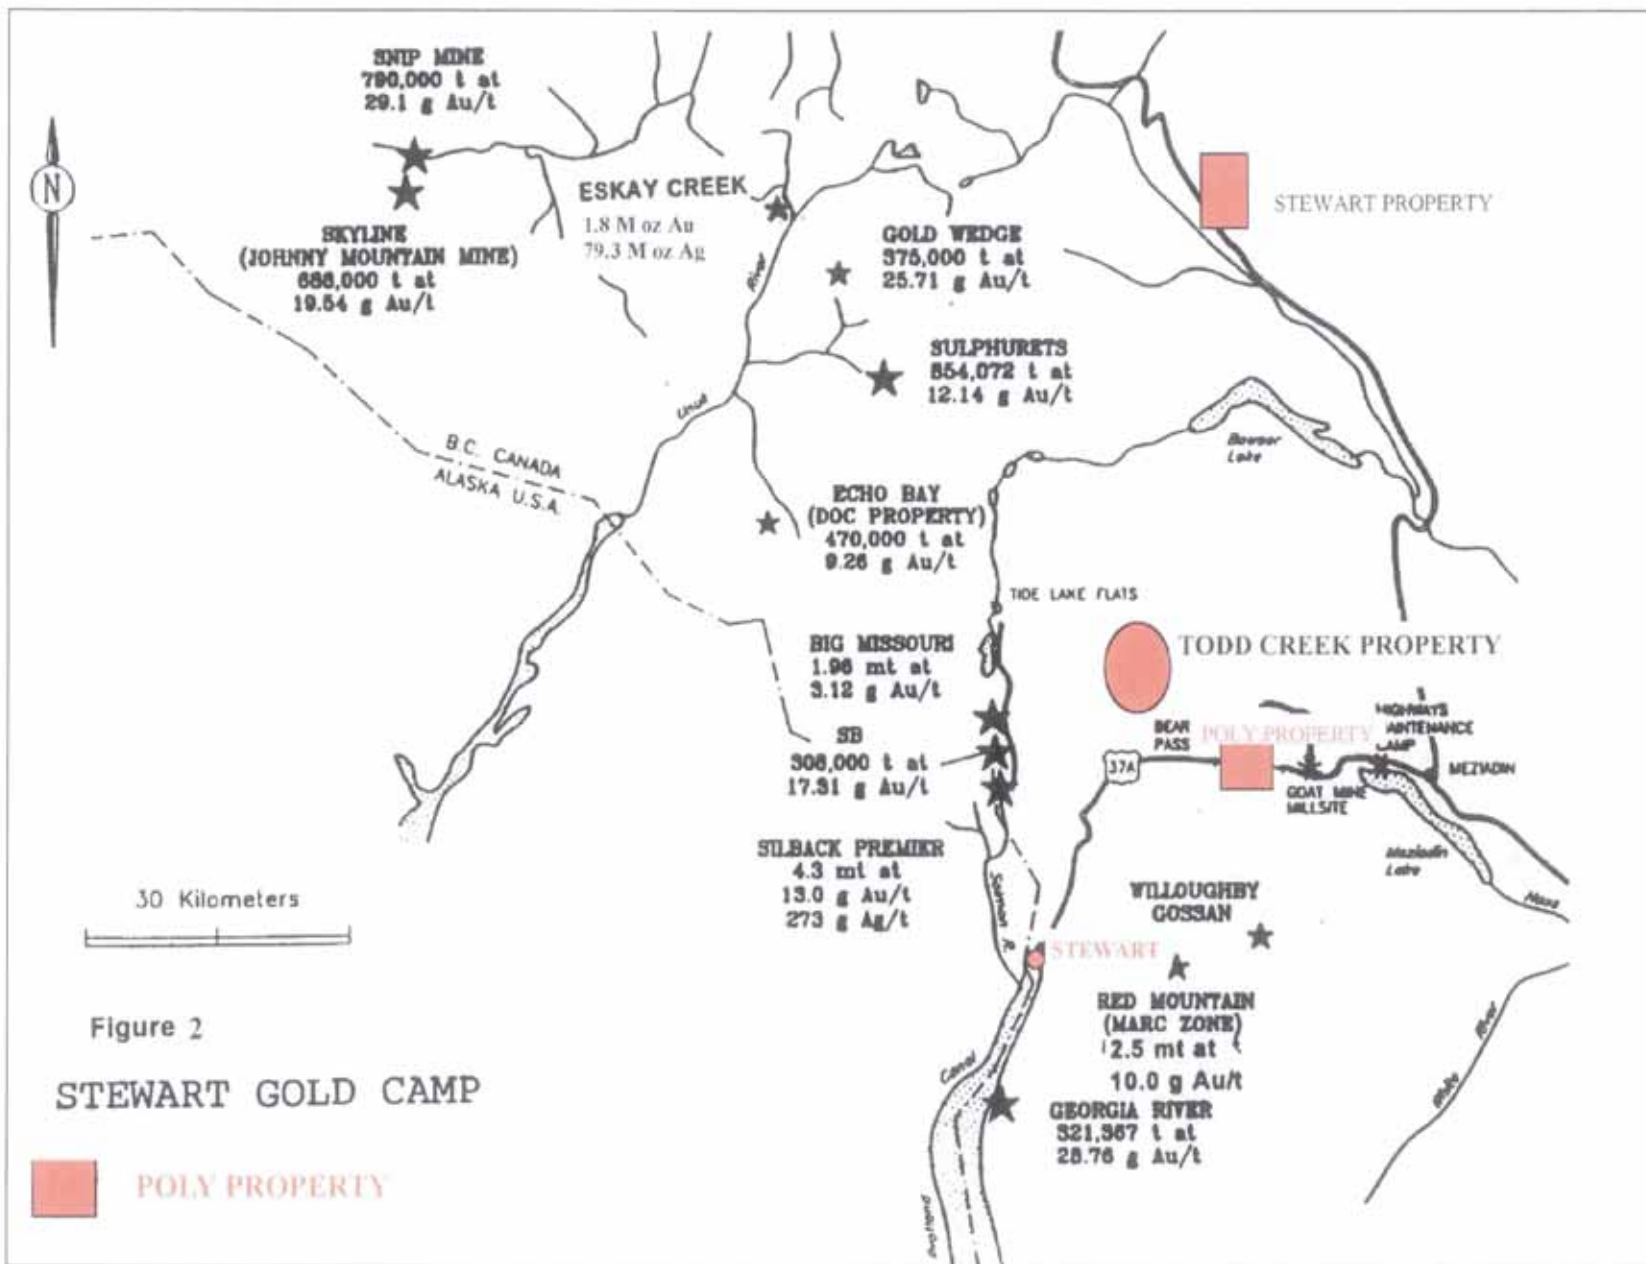 SNIP MINE
790,000 t at
29.1 g Au/t
N
ESKAY CREEK
1.8 M oz Au
79.3 M oz Ag
SKYLINE
(JOHNNY MOUNTAIN MINE)
19.54 g Au/t
STEWART PROPERTY
GOLD WEDGE
375,000 t at
25.71 g Au/t
River
Unuk
SULPHURETS
854,072 t at
12.14 g Au/t
Bowser
Lake
B.C. CANADA
ALASKA U.S.A.
ECHO BAY
(DOC PROPERTY)
470,000 t at
9.26 g Au/t
TIDE LAKE FLATS
BIG MISSOURI
1.96 mt at
3.12 g Au/t
TODD CREEK PROPERTY
SB
308,000 t at
17.31 g Au/t
BEAR
PASS
POLY PROPERTY
HIGHWAYS
AINTENANCE
AMP
37A
MEZIADIN
GOAT MINE
MILLSITE
Meziadin
Lake
SILBACK PREMIER
4.3 mt at
13.0 g Au/t
273 g Ag/t
Salmon R.
30 Kilometers
WILLOUGHBY
GOSSAN
Nass
STEWART
RED MOUNTAIN
(MARC ZONE)
2.5 mt at
10.0 g Au/t
Figure 2
STEWART GOLD CAMP
Canal
Portland
White
River
GEORGIA RIVER
321,367 t at
28.76 g Au/t
POLY PROPERTY